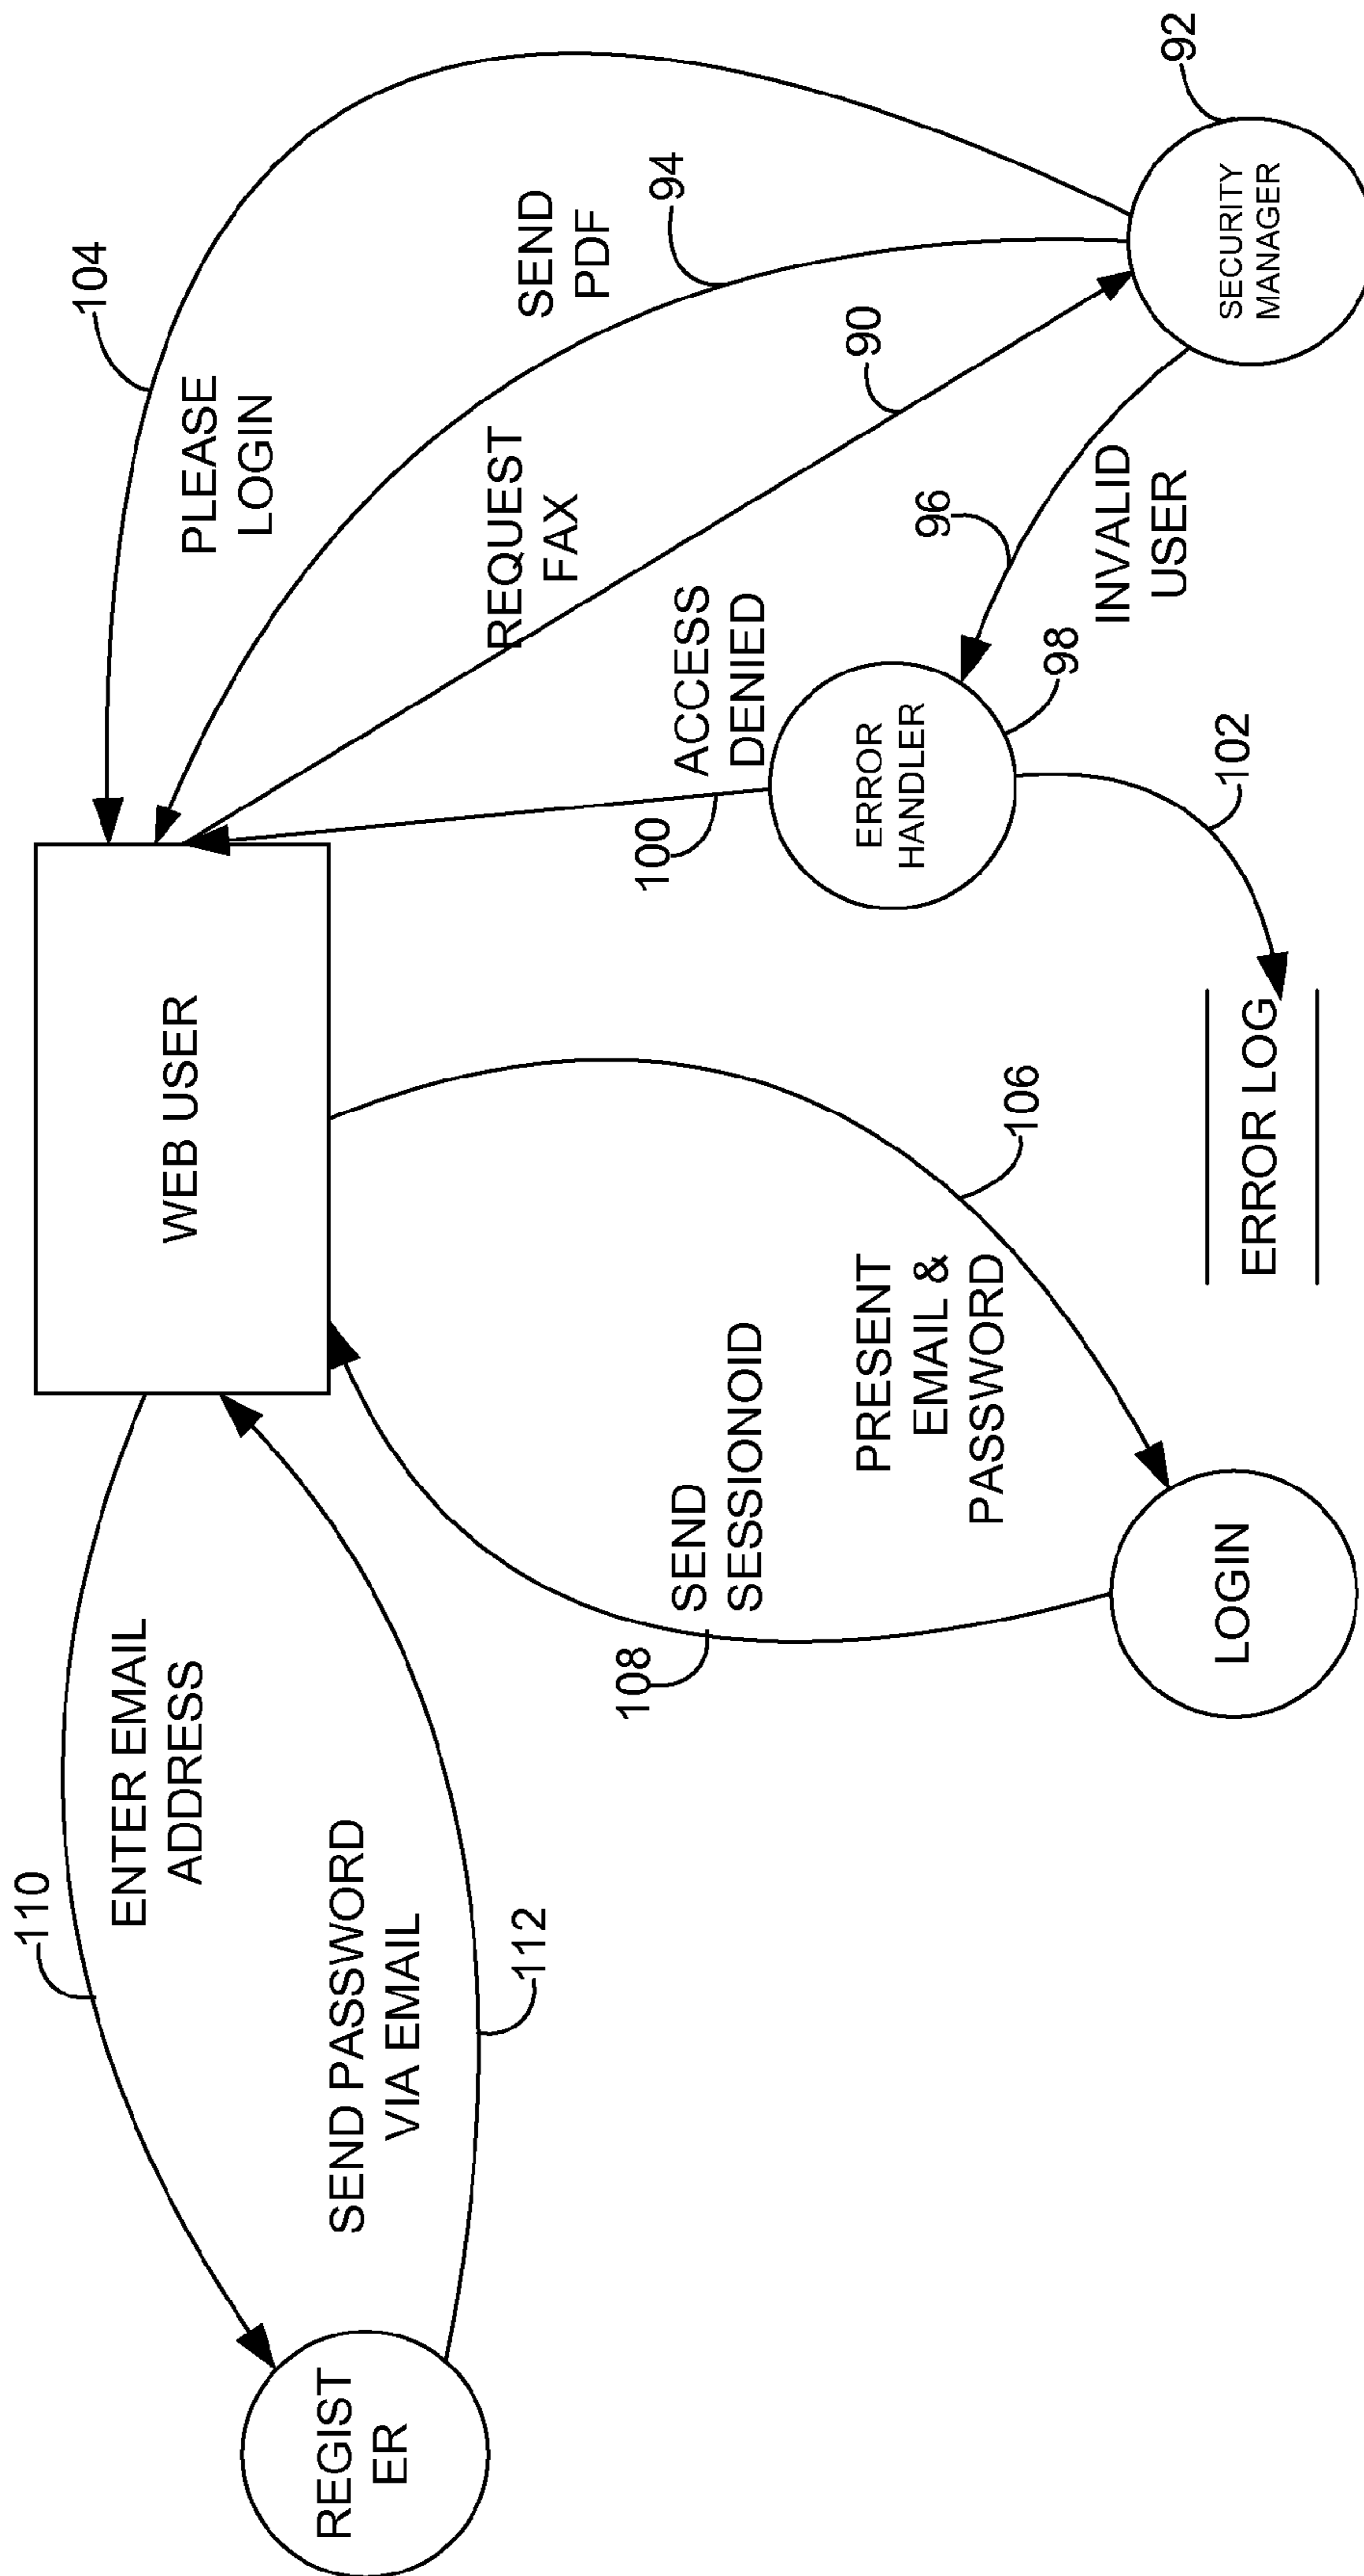 110
ENTER EMAIL
ADDRESS
WEB USER
104
PLEASE
LOGIN
REGIST
ER
SEND PASSWORD
VIA EMAIL
112
SEND
PDF
94
REQUEST
FAX
90
108
SEND
SESSIONOID
100
ACCESS
DENIED
PRESENT
EMAIL &
PASSWORD
106
ERROR
HANDLER
98
96
INVALID
USER
92
SECURITY
MANAGER
LOGIN
ERROR LOG
102